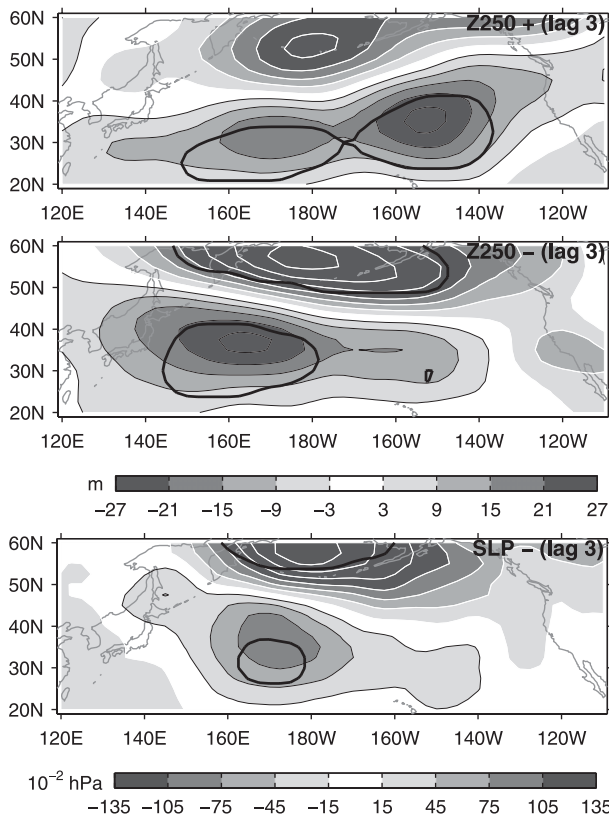 Z250 + (lag 3)
60N
50N
40N
30N
20N
120E 140E 160E 180W 160W 140W 120W
Z250 − (lag 3)
60N
50N
40N
30N
20N
120E 140E 160E 180W 160W 140W 120W
m
−27 −21 −15 −9 −3 3 9 15 21 27
SLP − (lag 3)
60N
50N
40N
30N
20N
120E 140E 160E 180W 160W 140W 120W
10⁻² hPa
−135 −105 −75 −45 −15 15 45 75 105 135